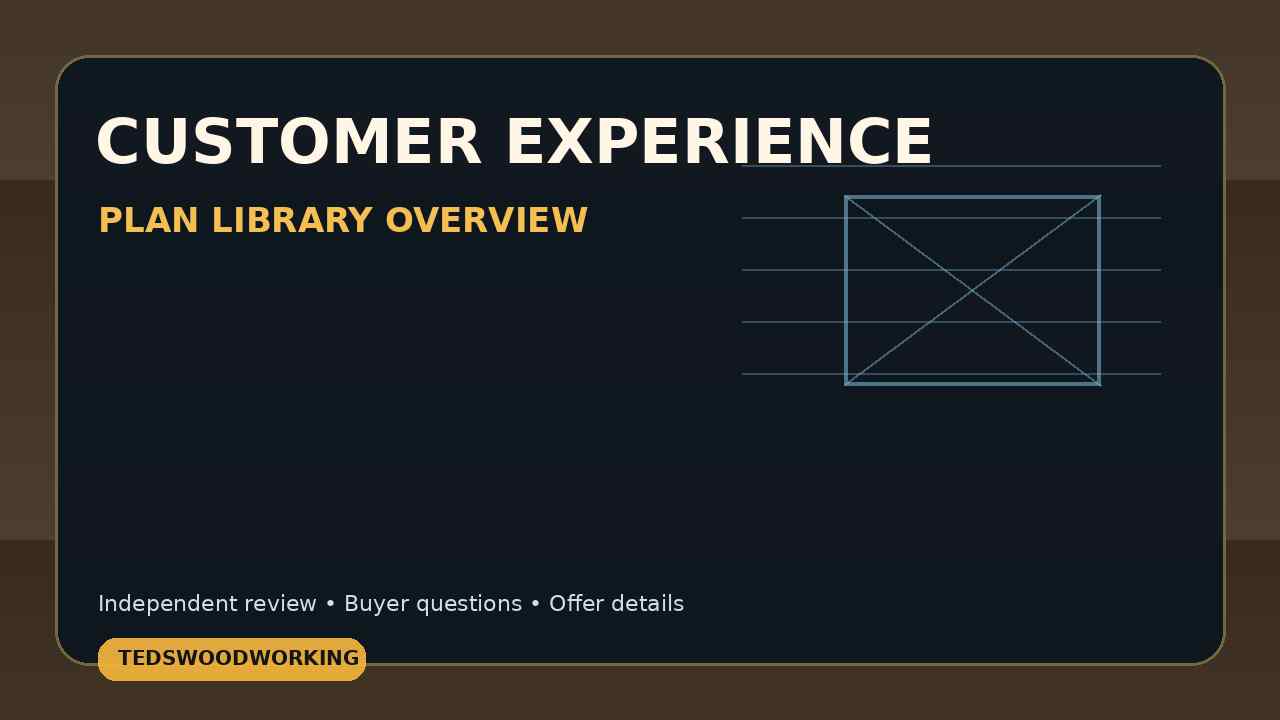 CUSTOMER EXPERIENCE
PLAN LIBRARY OVERVIEW
Independent review • Buyer questions • Offer details
TEDSWOODWORKING